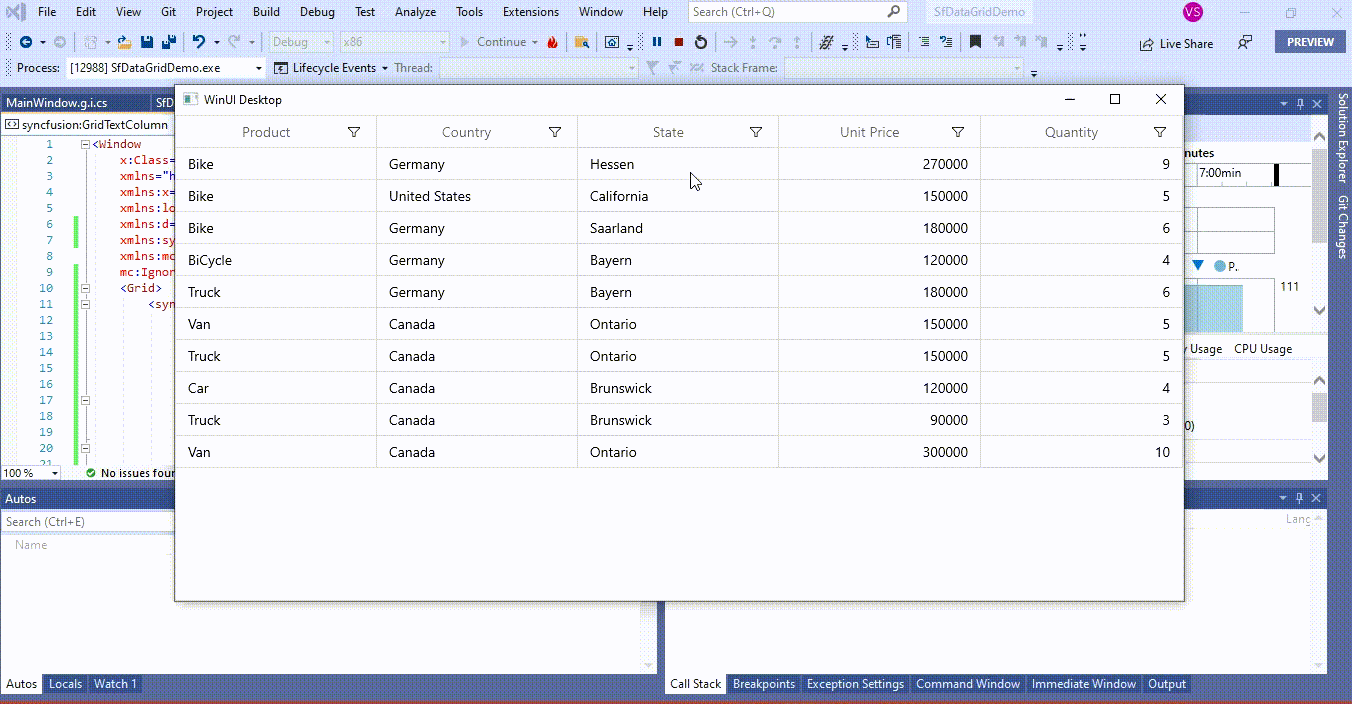 File Edit View Git Project Build Debug Test Analyze Tools Extensions Window Help Search (Ctrl+Q) SfDataGridDemo VS
Debug x86 Continue Live Share PREVIEW
Process: [12988] SfDataGridDemo.exe Lifecycle Events Thread: Stack Frame:
MainWindow.g.i.cs SfD
syncfusion:GridTextColumn
1 <Window
2 x:Class=
3 xmlns="h
4 xmlns:x=
5 xmlns:lo
6 xmlns:d=
7 xmlns:sy
8 xmlns:mc
9 mc:Ignor
10 <Grid>
11 <syn
12
13
14
15
16
17
18
19
20
21
100 % No issues foun
WinUI Desktop
Product Country State Unit Price Quantity
Bike Germany Hessen 270000 9
Bike United States California 150000 5
Bike Germany Saarland 180000 6
BiCycle Germany Bayern 120000 4
Truck Germany Bayern 180000 6
Van Canada Ontario 150000 5
Truck Canada Ontario 150000 5
Car Canada Brunswick 120000 4
Truck Canada Brunswick 90000 3
Van Canada Ontario 300000 10
nutes
7:00min
P..
111
y Usage CPU Usage
0)
Solution Explorer
Git Changes
Autos
Search (Ctrl+E)
Name
Lang
Autos Locals Watch 1
Call Stack Breakpoints Exception Settings Command Window Immediate Window Output